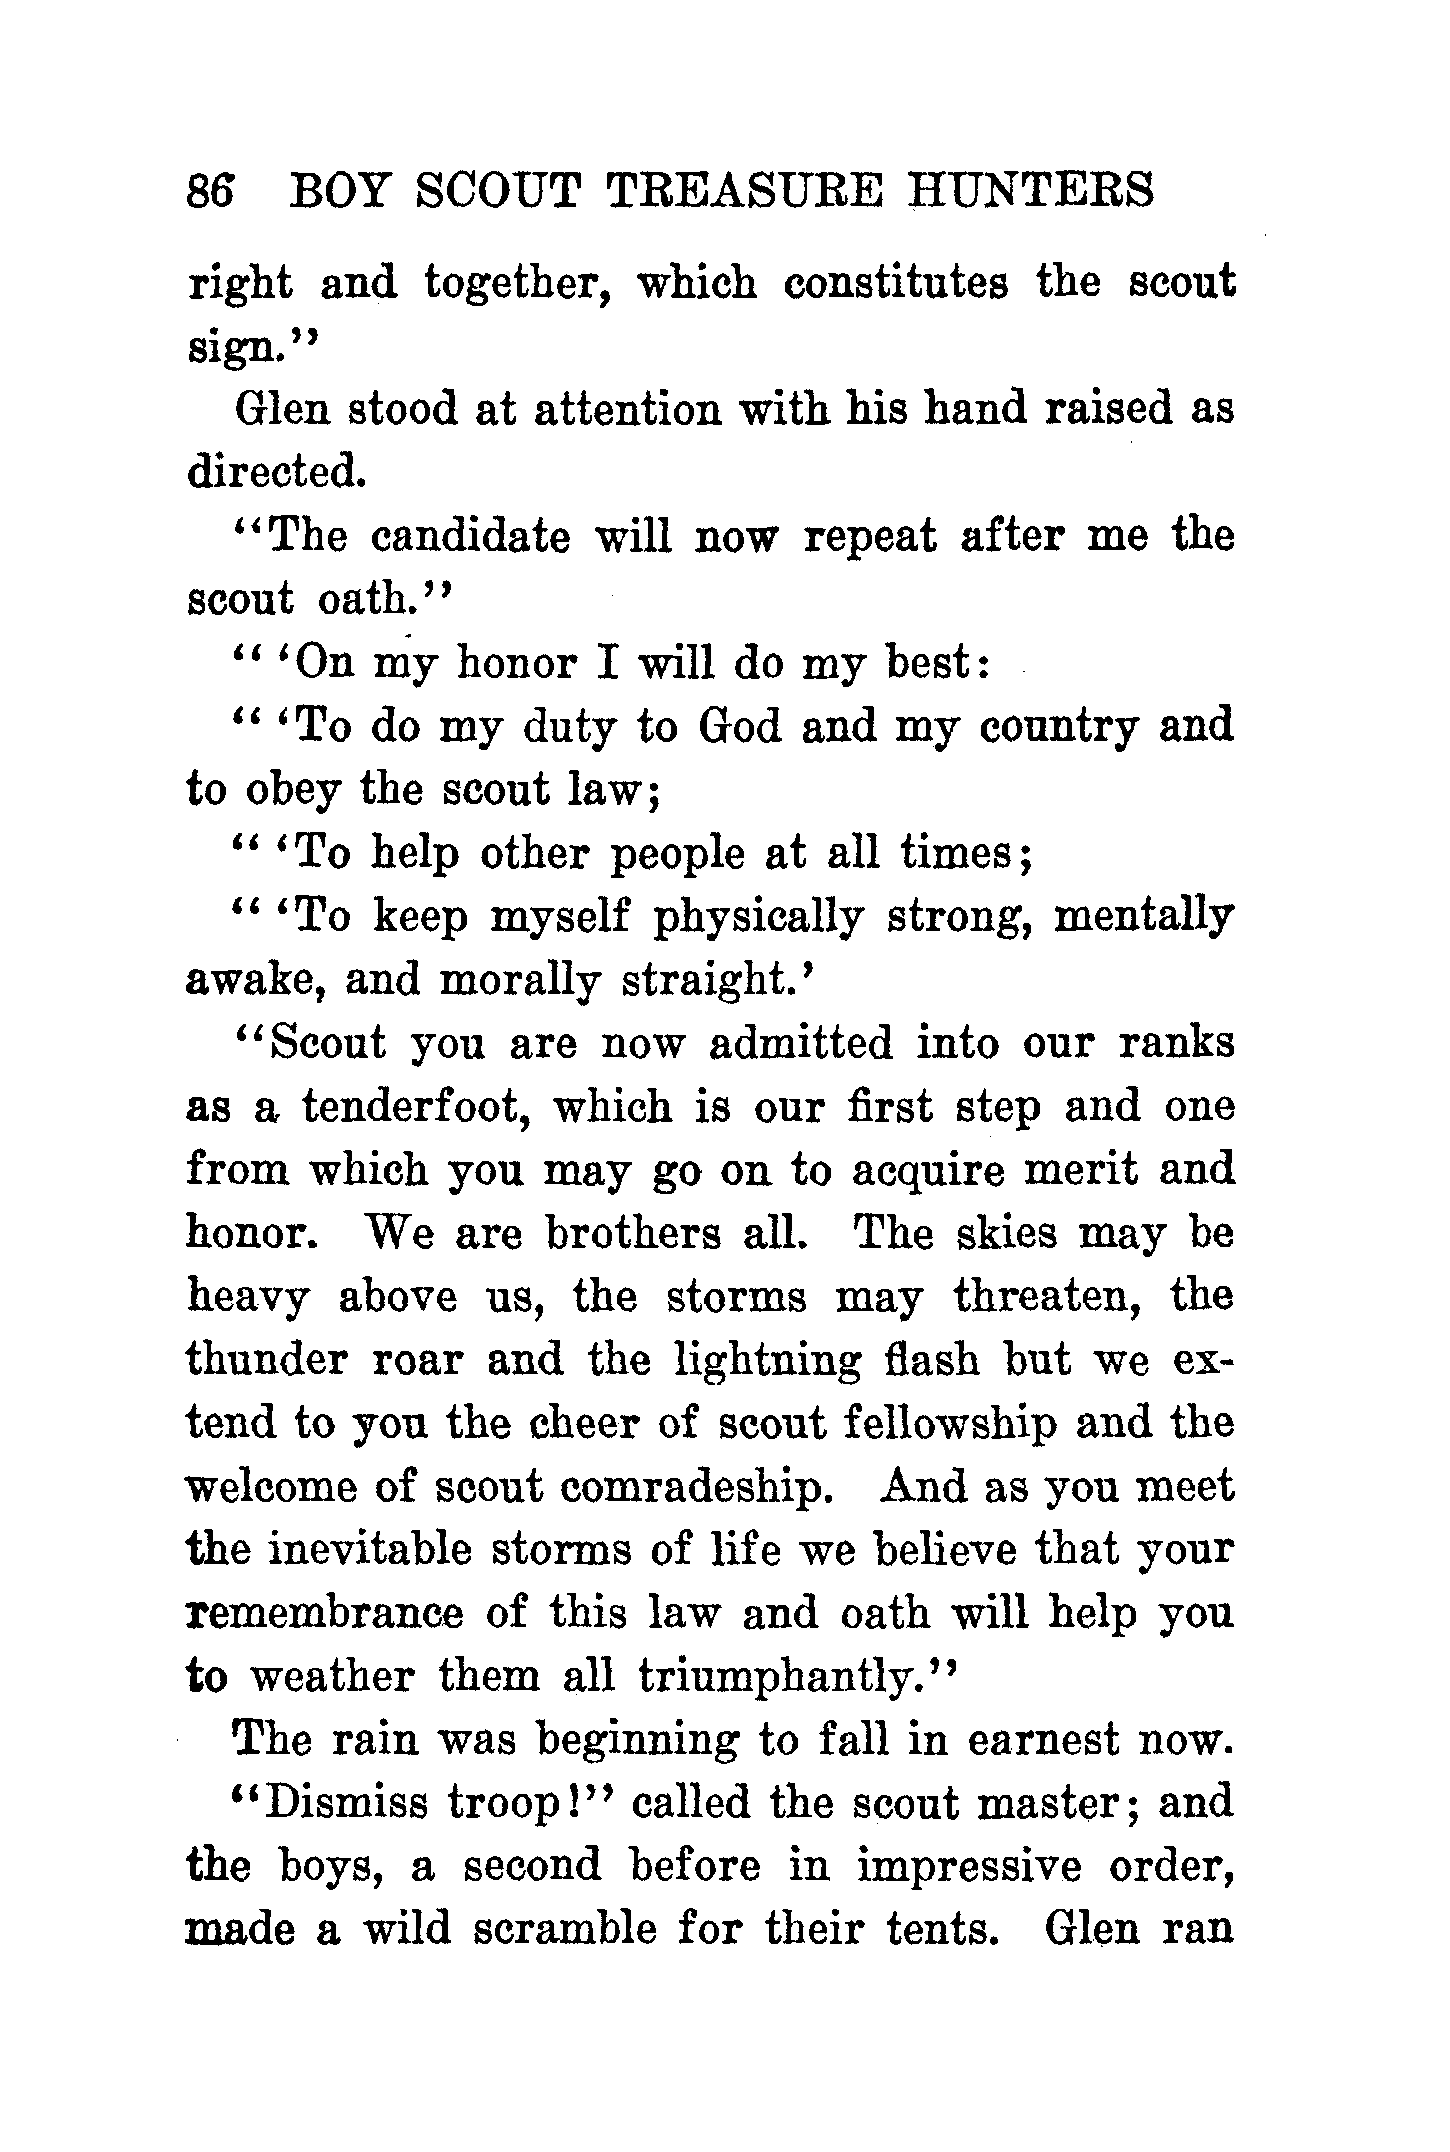 86 BOY SCOUT TREASURE HUNTERS
right and together, which constitutes the scout
sign.”
Glen stood at attention with his hand raised as
directed.
“The candidate will now repeat after me the
scout oath.”
“ ‘On my honor I will do my best:
“ ‘To do my duty to God and my country and
to obey the scout law;
“ ‘To help other people at all times;
“ ‘To keep myself physically strong, mentally
awake, and morally straight.’
“Scout you are now admitted into our ranks
as a tenderfoot, which is our first step and one
from which you may go on to acquire merit and
honor. We are brothers all. The skies may be
heavy above us, the storms may threaten, the
thunder roar and the lightning flash but we ex-
tend to you the cheer of scout fellowship and the
welcome of scout comradeship. And as you meet
the inevitable storms of life we believe that your
remembrance of this law and oath will help you
to weather them all triumphantly.”
The rain was beginning to fall in earnest now.
“Dismiss troop!” called the scout master; and
the boys, a second before in impressive order,
made a wild scramble for their tents. Glen ran